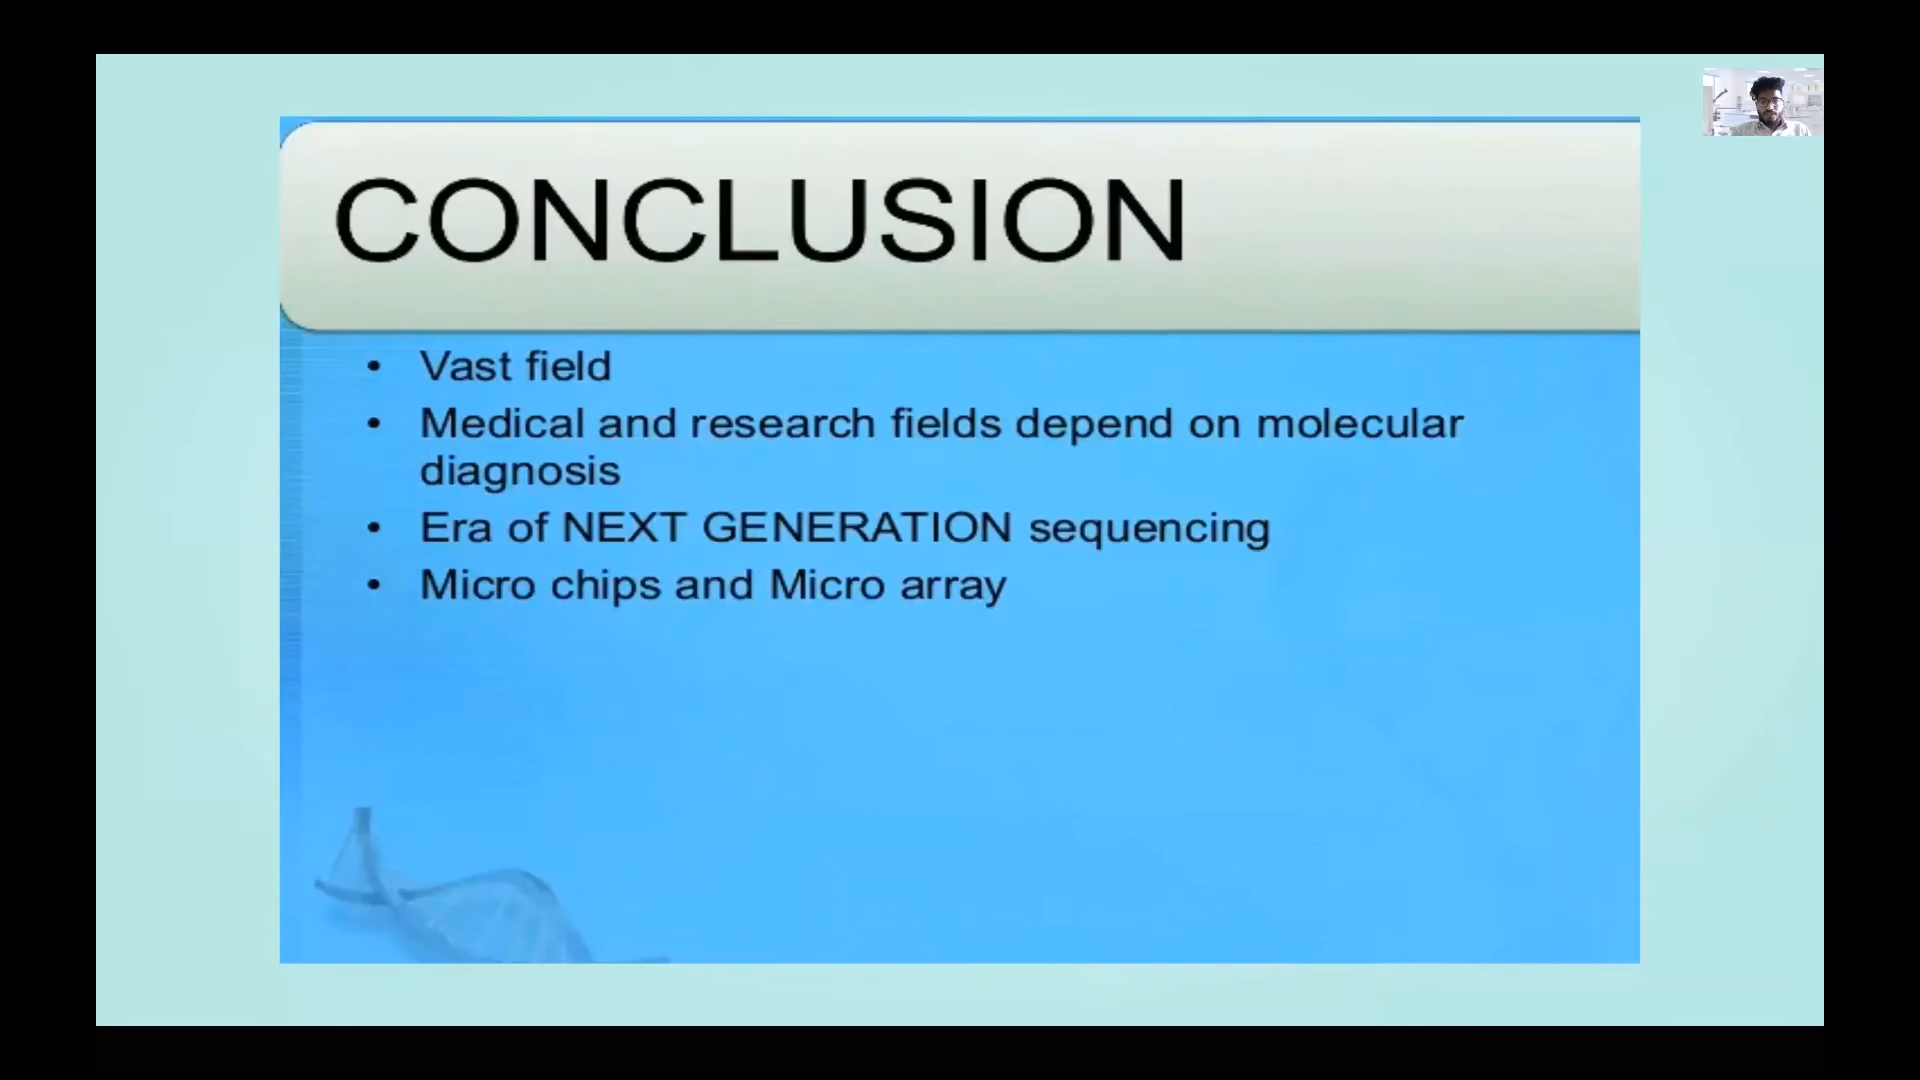 CONCLUSION
• Vast field
• Medical and research fields depend on molecular
diagnosis
• Era of NEXT GENERATION sequencing
• Micro chips and Micro array